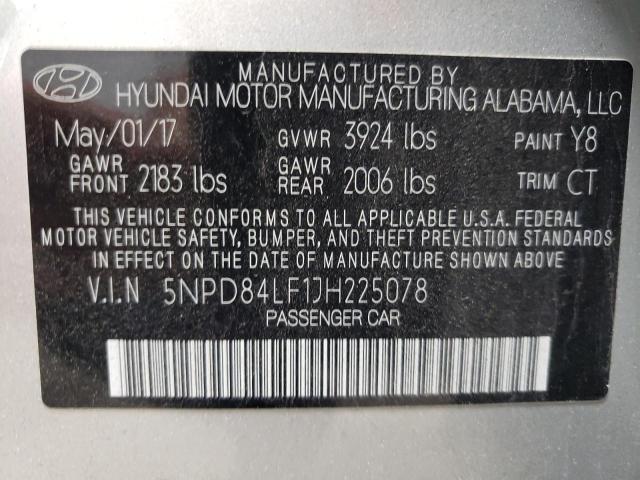 MANUFACTURED BY
HYUNDAI MOTOR MANUFACTURING ALABAMA, LLC
May/01/17 GVWR 3924 lbs PAINT Y8
GAWR FRONT 2183 lbs GAWR REAR 2006 lbs TRIM CT
THIS VEHICLE CONFORMS TO ALL APPLICABLE U.S.A. FEDERAL
MOTOR VEHICLE SAFETY, BUMPER, AND THEFT PREVENTION STANDARDS
IN EFFECT ON THE DATE OF MANUFACTURE SHOWN ABOVE
V.I.N 5NPD84LF1JH225078
PASSENGER CAR